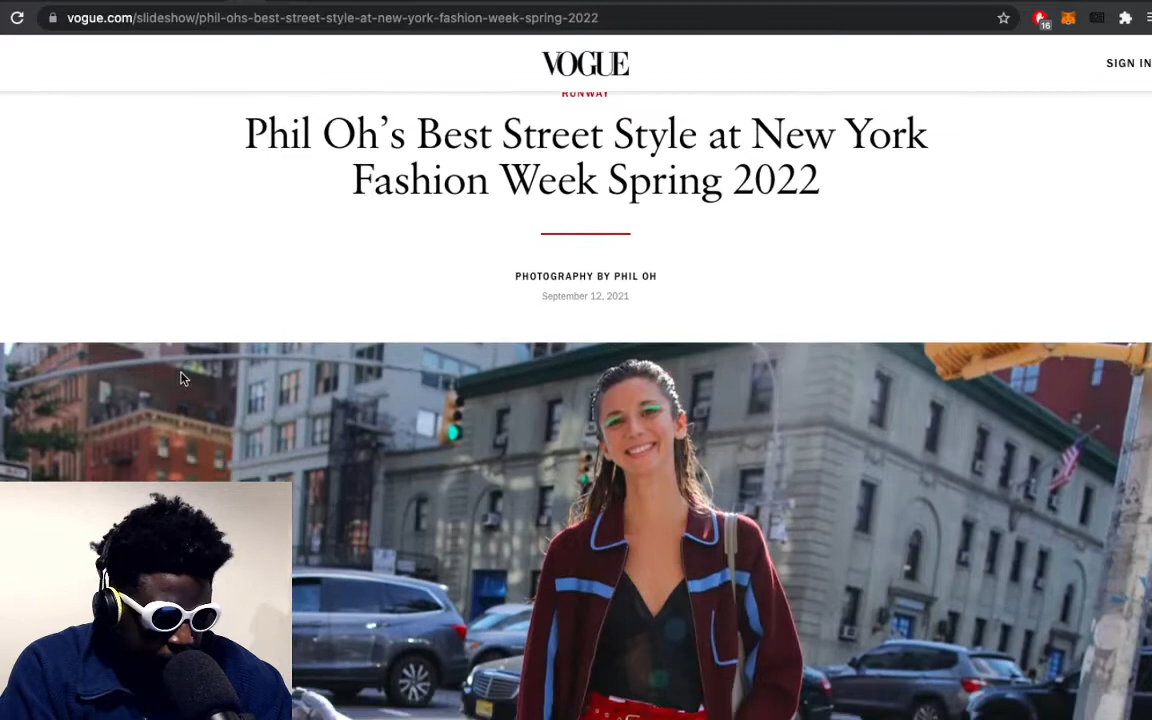 vogue.com/slideshow/phil-ohs-best-street-style-at-new-york-fashion-week-spring-2022
16
VOGUE
SIGN IN
RUNWAY
Phil Oh’s Best Street Style at New York
Fashion Week Spring 2022
PHOTOGRAPHY BY PHIL OH
September 12, 2021